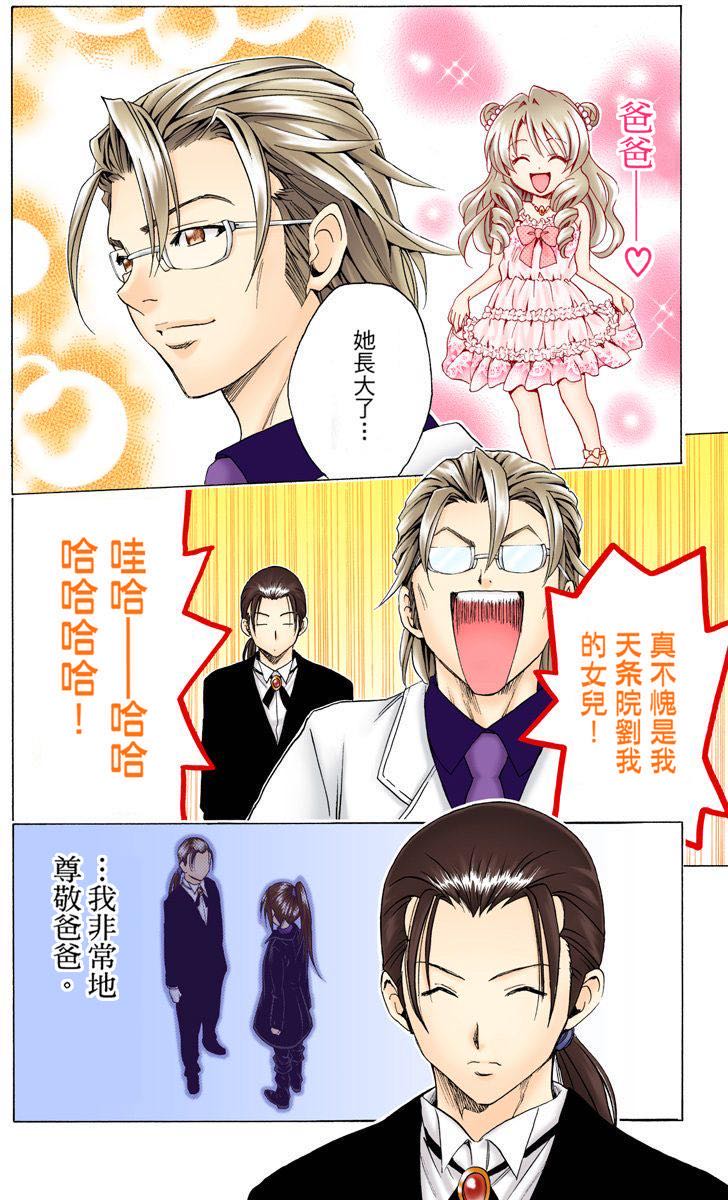 爸爸——♡
她長大了…
真不愧是我
天条院劉我
的女兒！
哇哈——哈哈
哈哈哈哈！
…我非常地
尊敬爸爸。